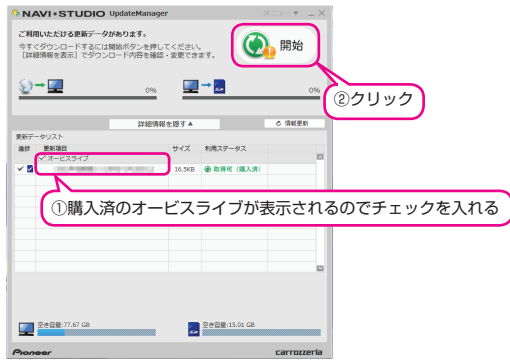 NAVI*STUDIO UpdateManager
メニュー ▼ _ ×
ご利用いただける更新データがあります。
今すぐダウンロードするには開始ボタンを押してください。
[詳細情報を表示] でダウンロード内容を確認・変更できます。
開始
②クリック
0%
0%
詳細情報を隠す▲
情報更新
更新データリスト
進捗 更新項目 サイズ 利用ステータス
オービスライブ
16.5KB 取得可（購入済）
①購入済のオービスライブが表示されるのでチェックを入れる
空き容量:77.67 GB
空き容量:15.01 GB
Pioneer
carrozzeria